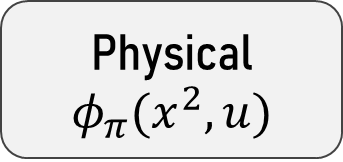 Physical
ϕ_π(x², u)